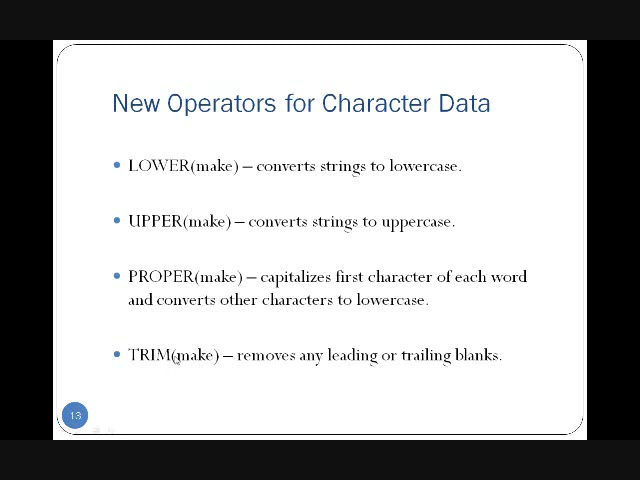 New Operators for Character Data
• LOWER(make) – converts strings to lowercase.
• UPPER(make) – converts strings to uppercase.
• PROPER(make) – capitalizes first character of each word
and converts other characters to lowercase.
• TRIM(make) – removes any leading or trailing blanks.
13